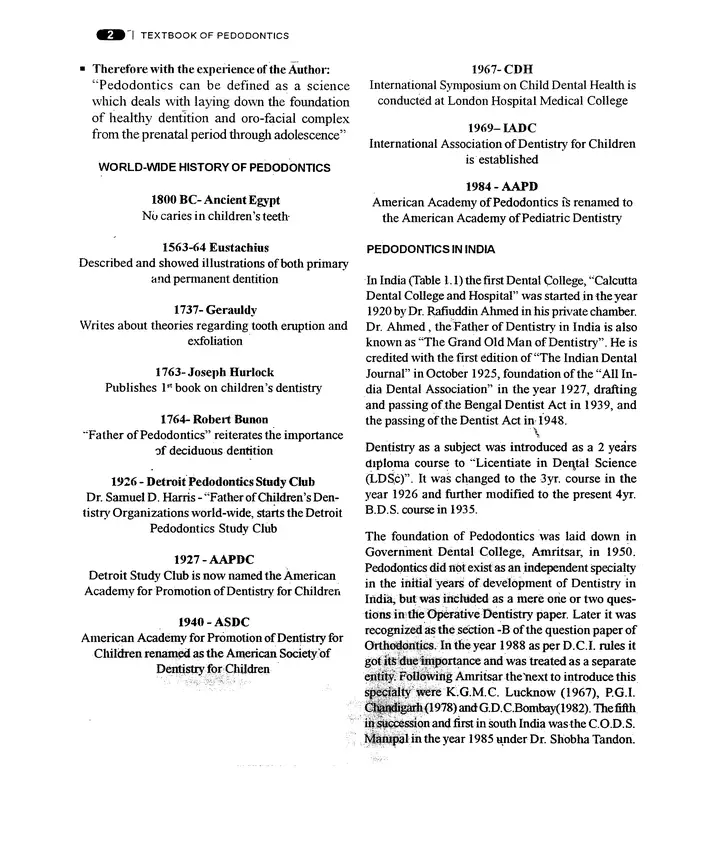 2 TEXTBOOK OF PEDODONTICS
▪ Therefore with the experience of the Author:
“Pedodontics can be defined as a science
which deals with laying down the foundation
of healthy dentition and oro-facial complex
from the prenatal period through adolescence”
WORLD-WIDE HISTORY OF PEDODONTICS
1800 BC- Ancient Egypt
No caries in children’s teeth
1563-64 Eustachius
Described and showed illustrations of both primary
and permanent dentition
1737- Gerauldy
Writes about theories regarding tooth eruption and
exfoliation
1763- Joseph Hurlock
Publishes 1st book on children’s dentistry
1764- Robert Bunon
“Father of Pedodontics” reiterates the importance
of deciduous dentition
1926 - Detroit Pedodontics Study Club
Dr. Samuel D. Harris - “Father of Children’s Den-
tistry Organizations world-wide, starts the Detroit
Pedodontics Study Club
1927 - AAPDC
Detroit Study Club is now named the American
Academy for Promotion of Dentistry for Children
1940 - ASDC
American Academy for Promotion of Dentistry for
Children renamed as the American Society of
Dentistry for Children
1967- CDH
International Symposium on Child Dental Health is
conducted at London Hospital Medical College
1969– IADC
International Association of Dentistry for Children
is established
1984 - AAPD
American Academy of Pedodontics is renamed to
the American Academy of Pediatric Dentistry
PEDODONTICS IN INDIA
In India (Table 1.1) the first Dental College, “Calcutta
Dental College and Hospital” was started in the year
1920 by Dr. Rafiuddin Ahmed in his private chamber.
Dr. Ahmed , the Father of Dentistry in India is also
known as “The Grand Old Man of Dentistry”. He is
credited with the first edition of “The Indian Dental
Journal” in October 1925, foundation of the “All In-
dia Dental Association” in the year 1927, drafting
and passing of the Bengal Dentist Act in 1939, and
the passing of the Dentist Act in 1948.
Dentistry as a subject was introduced as a 2 years
diploma course to “Licentiate in Dental Science
(LDSc)”. It was changed to the 3yr. course in the
year 1926 and further modified to the present 4yr.
B.D.S. course in 1935.
The foundation of Pedodontics was laid down in
Government Dental College, Amritsar, in 1950.
Pedodontics did not exist as an independent specialty
in the initial years of development of Dentistry in
India, but was included as a mere one or two ques-
tions in the Operative Dentistry paper. Later it was
recognized as the section -B of the question paper of
Orthodontics. In the year 1988 as per D.C.I. rules it
got its due importance and was treated as a separate
entity. Following Amritsar the next to introduce this
specialty were K.G.M.C. Lucknow (1967), P.G.I.
Chandigarh (1978) and G.D.C.Bombay(1982). The fifth
in succession and first in south India was the C.O.D.S.
Manipal in the year 1985 under Dr. Shobha Tandon.